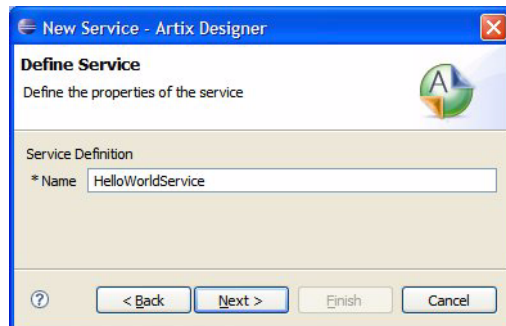 New Service - Artix Designer
Define Service
Define the properties of the service
A
Service Definition
* Name HelloWorldService
? < Back Next > Finish Cancel